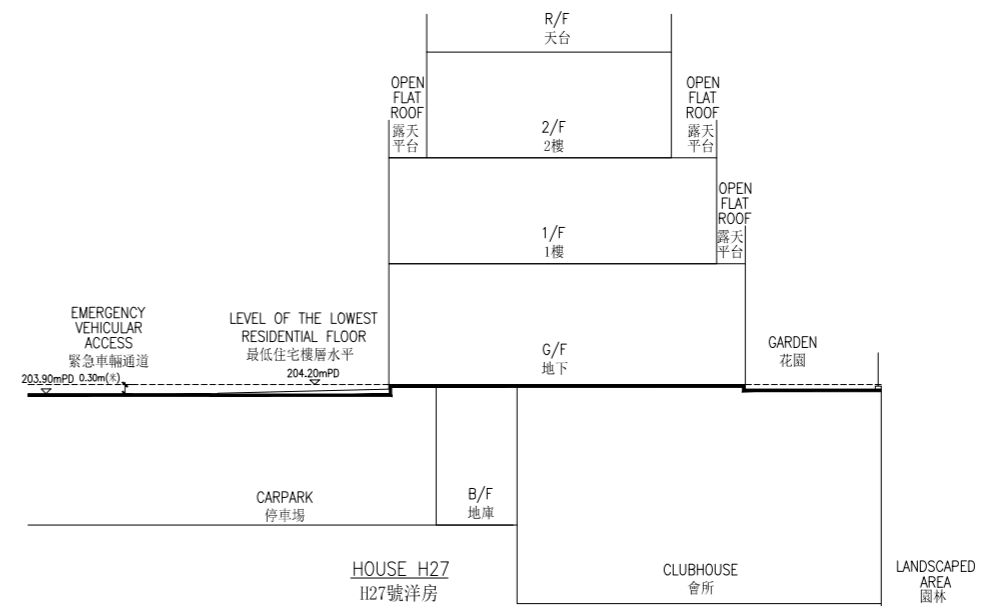 R/F
天台
OPEN
FLAT
ROOF
露天
平台
2/F
2樓
OPEN
FLAT
ROOF
露天
平台
1/F
1樓
OPEN
FLAT
ROOF
露天
平台
EMERGENCY
VEHICULAR
ACCESS
緊急車輛通道
203.90mPD 0.30m(米)
LEVEL OF THE LOWEST
RESIDENTIAL FLOOR
最低住宅樓層水平
204.20mPD
G/F
地下
GARDEN
花園
CARPARK
停車場
B/F
地庫
CLUBHOUSE
會所
LANDSCAPED
AREA
園林
HOUSE H27
H27號洋房